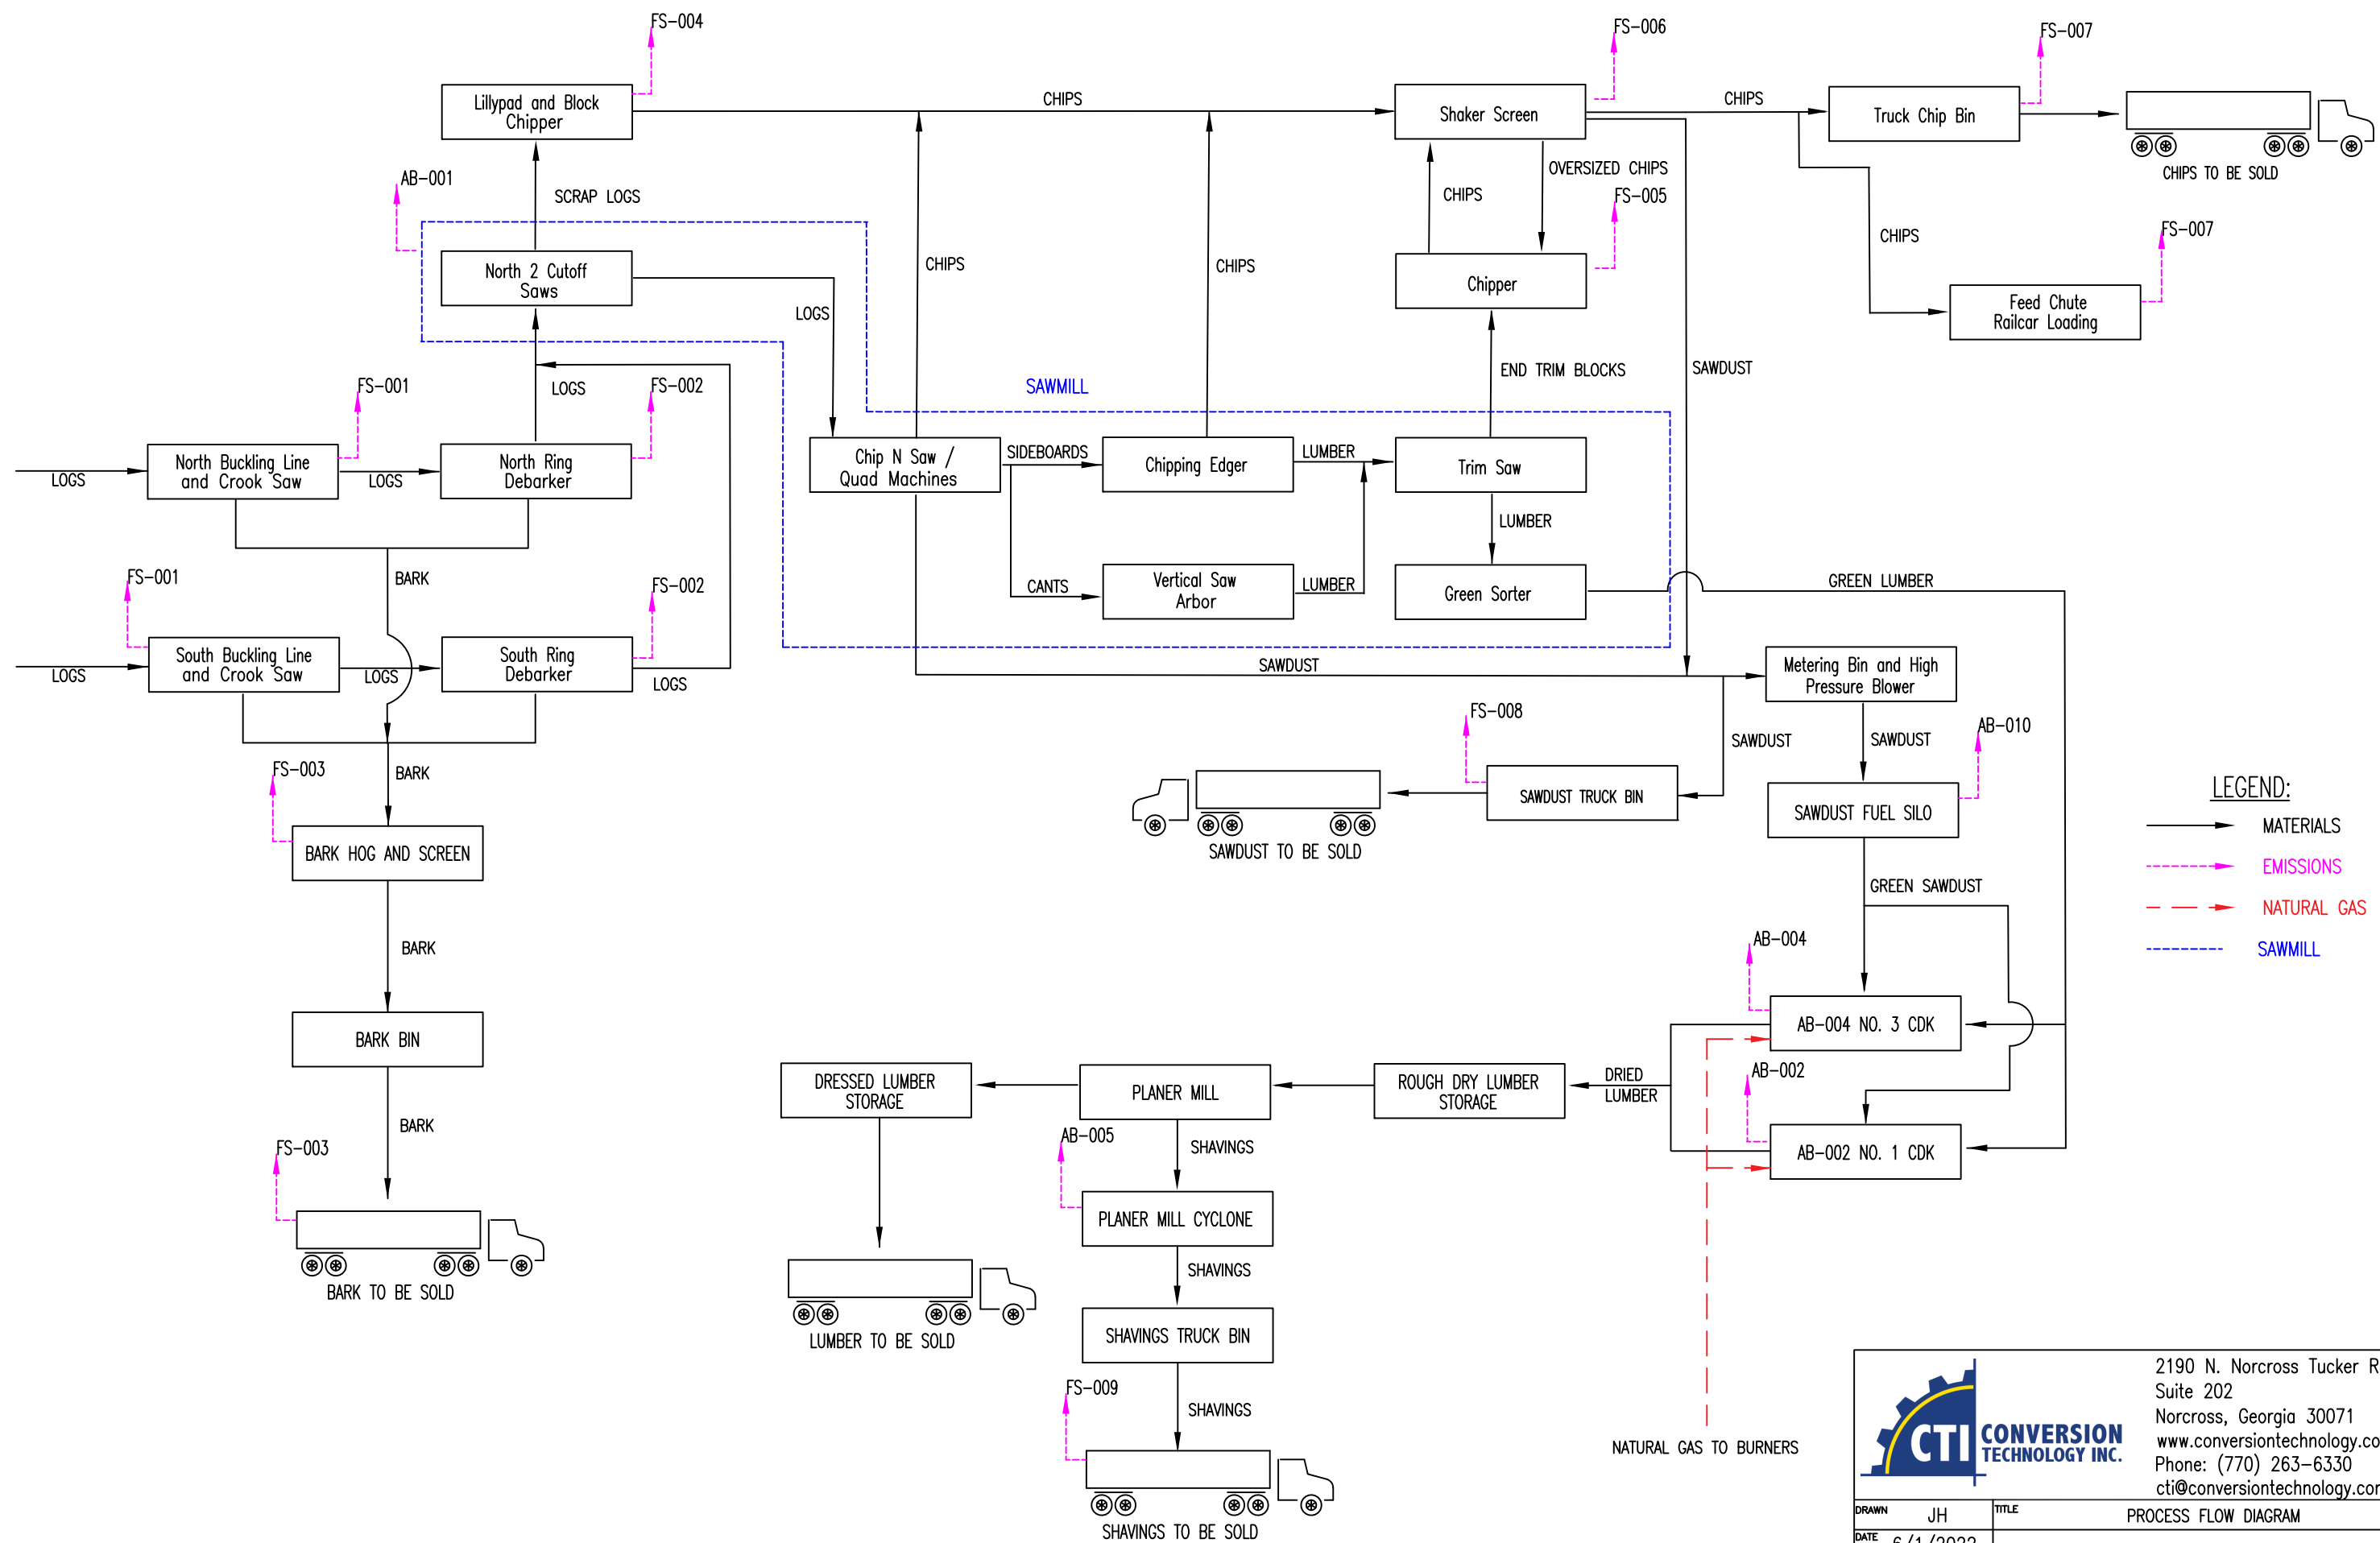 FS-004
FS-006
FS-007
Lillypad and Block
Chipper
CHIPS
Shaker Screen
CHIPS
Truck Chip Bin
CHIPS TO BE SOLD
AB-001
SCRAP LOGS
CHIPS
OVERSIZED CHIPS
FS-005
CHIPS
FS-007
North 2 Cutoff
Saws
CHIPS
CHIPS
Chipper
LOGS
Feed Chute
Railcar Loading
END TRIM BLOCKS
SAWDUST
SAWMILL
FS-001
LOGS
FS-002
North Buckling Line
and Crook Saw
LOGS
LOGS
North Ring
Debarker
Chip N Saw /
Quad Machines
SIDEBOARDS
Chipping Edger
LUMBER
Trim Saw
LUMBER
BARK
FS-001
FS-002
CANTS
Vertical Saw
Arbor
LUMBER
Green Sorter
GREEN LUMBER
South Buckling Line
and Crook Saw
LOGS
LOGS
South Ring
Debarker
LOGS
SAWDUST
Metering Bin and High
Pressure Blower
FS-008
SAWDUST
SAWDUST
AB-010
FS-003
BARK
SAWDUST TRUCK BIN
SAWDUST FUEL SILO
SAWDUST TO BE SOLD
BARK HOG AND SCREEN
LEGEND:
MATERIALS
EMISSIONS
NATURAL GAS
SAWMILL
GREEN SAWDUST
BARK
AB-004
BARK BIN
AB-004 NO. 3 CDK
AB-002
DRESSED LUMBER
STORAGE
PLANER MILL
ROUGH DRY LUMBER
STORAGE
DRIED
LUMBER
BARK
FS-003
AB-005
SHAVINGS
AB-002 NO. 1 CDK
PLANER MILL CYCLONE
BARK TO BE SOLD
SHAVINGS
LUMBER TO BE SOLD
SHAVINGS TRUCK BIN
FS-009
SHAVINGS
NATURAL GAS TO BURNERS
SHAVINGS TO BE SOLD
CTI CONVERSION
TECHNOLOGY INC.
2190 N. Norcross Tucker R
Suite 202
Norcross, Georgia 30071
www.conversiontechnology.co
Phone: (770) 263-6330
cti@conversiontechnology.com
DRAWN JH
TITLE PROCESS FLOW DIAGRAM
DATE